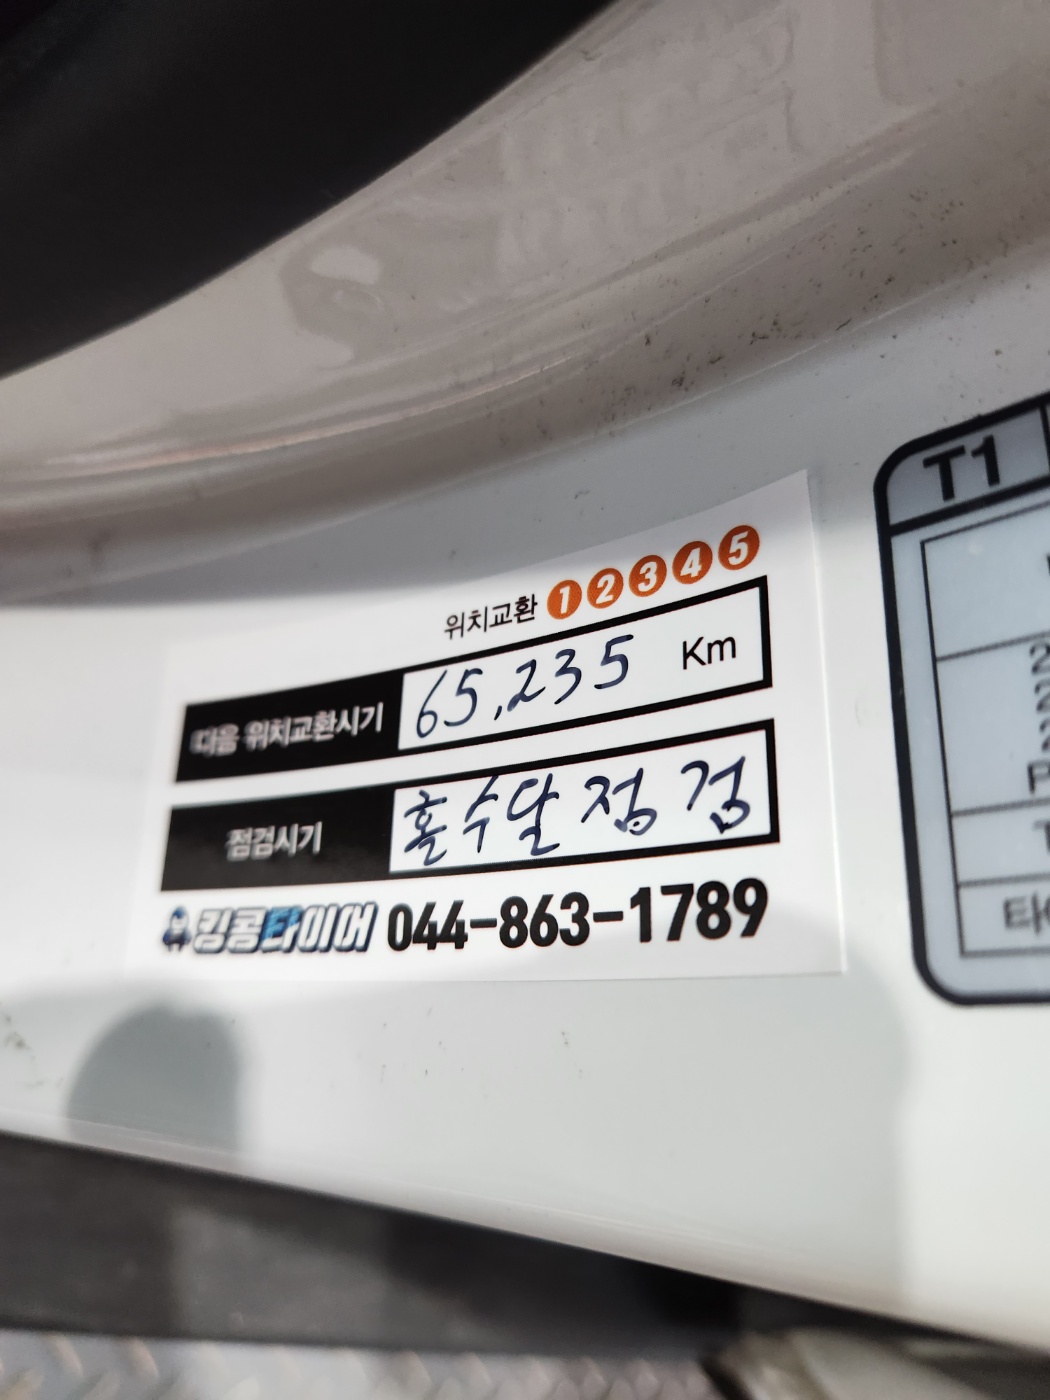 위치교환 1 2 3 4 5
다음 위치교환시기 65,235 Km
점검시기 홀수달 점검
킹콩타이어 044-863-1789
T1